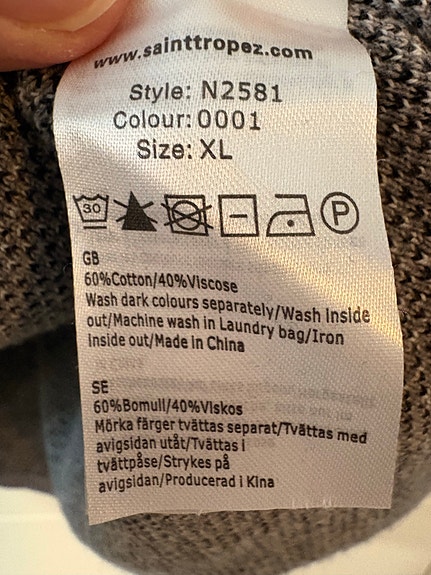 www.sainttropez.com
Style: N2581
Colour: 0001
Size: XL
30 P
GB
60%Cotton/40%Viscose
Wash dark colours separately/Wash Inside
out/Machine wash in Laundry bag/Iron
Inside out/Made in China
SE
60%Bomull/40%Viskos
Mörka färger tvättas separat/Tvättas med
avigsidan utåt/Tvättas i
tvättpåse/Strykes på
avigsidan/Producerad i Kina